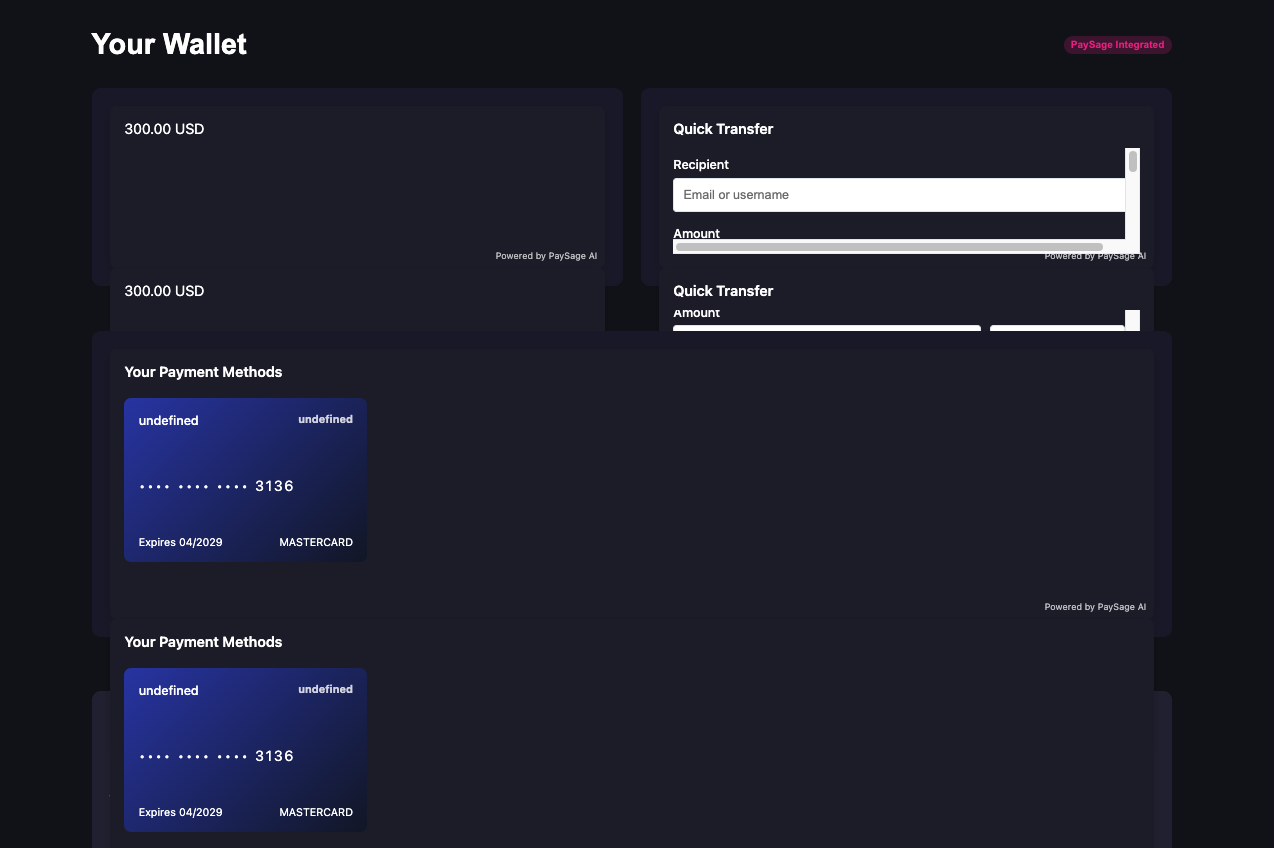 Your Wallet
PaySage Integrated
300.00 USD
Powered by PaySage AI
Quick Transfer
Recipient
Email or username
Amount
Powered by PaySage AI
300.00 USD
Quick Transfer
Amount
Your Payment Methods
undefined undefined
•••• •••• •••• 3136
Expires 04/2029 MASTERCARD
Powered by PaySage AI
Your Payment Methods
undefined undefined
•••• •••• •••• 3136
Expires 04/2029 MASTERCARD